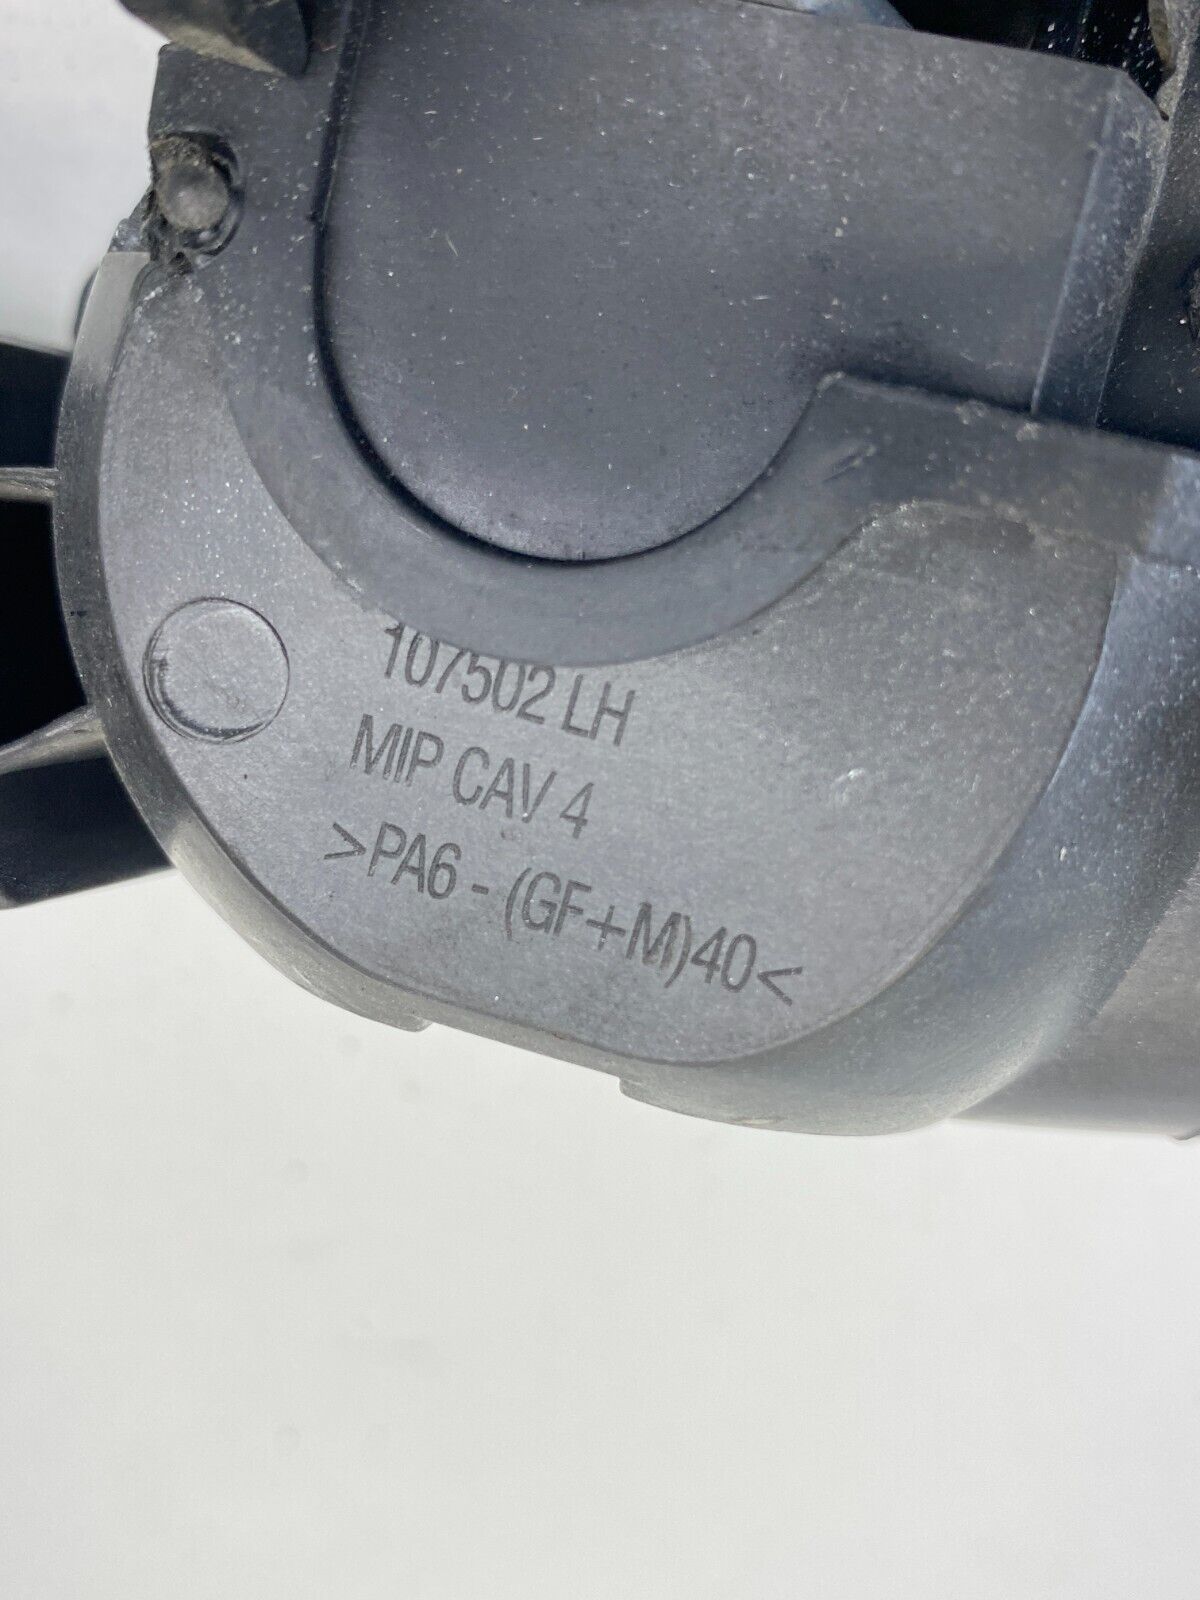 107502 LH
MIP CAV 4
>PA6 - (GF+M)40<